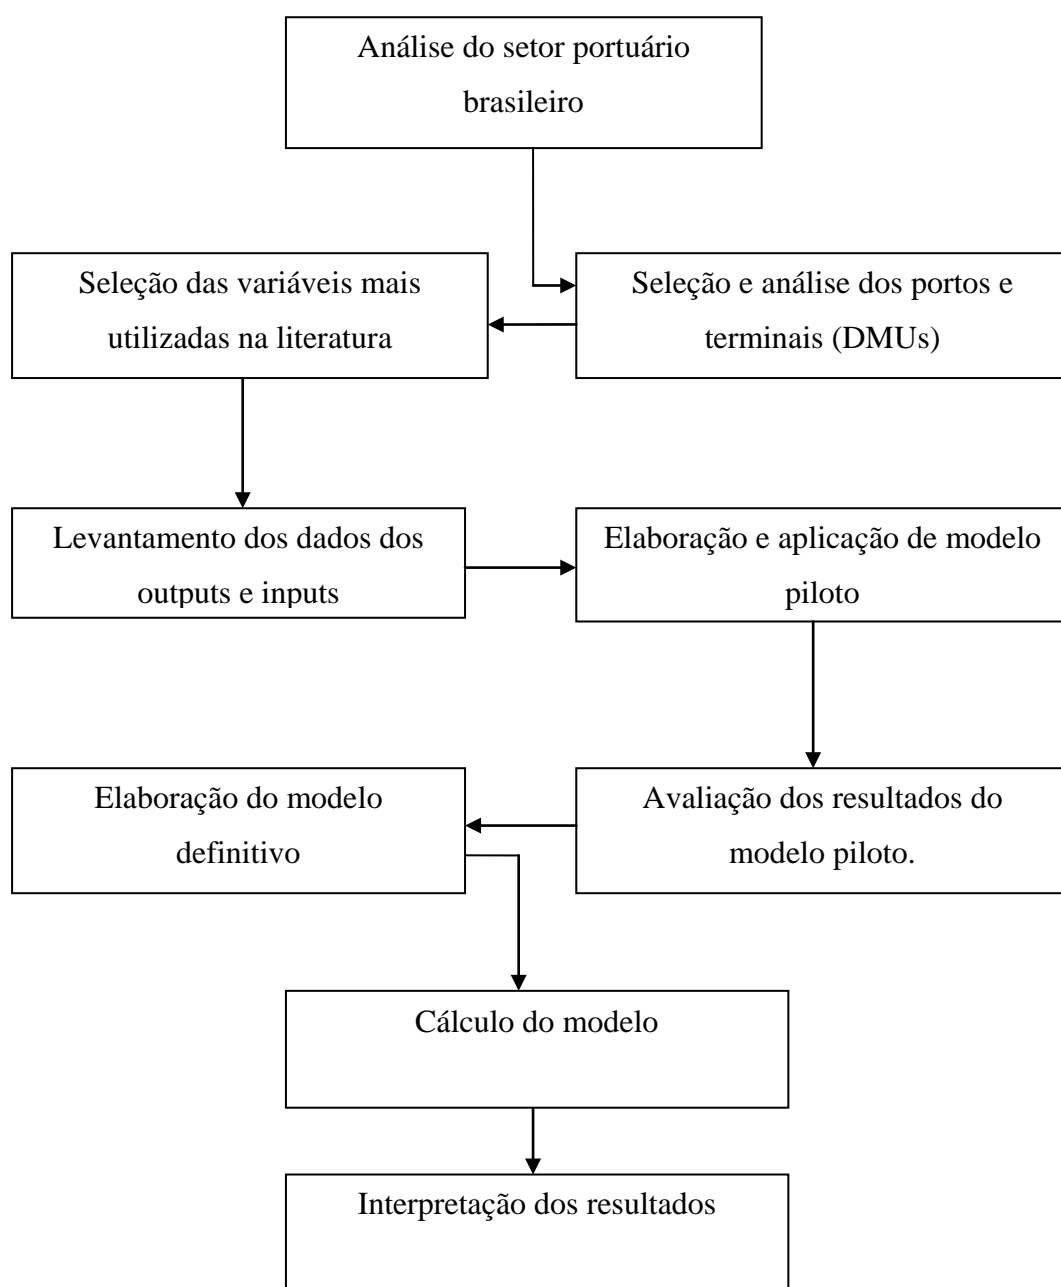 Análise do setor portuário
brasileiro
Seleção das variáveis mais
utilizadas na literatura
Seleção e análise dos portos e
terminais (DMUs)
Levantamento dos dados dos
outputs e inputs
Elaboração e aplicação de modelo
piloto
Elaboração do modelo
definitivo
Avaliação dos resultados do
modelo piloto.
Cálculo do modelo
Interpretação dos resultados